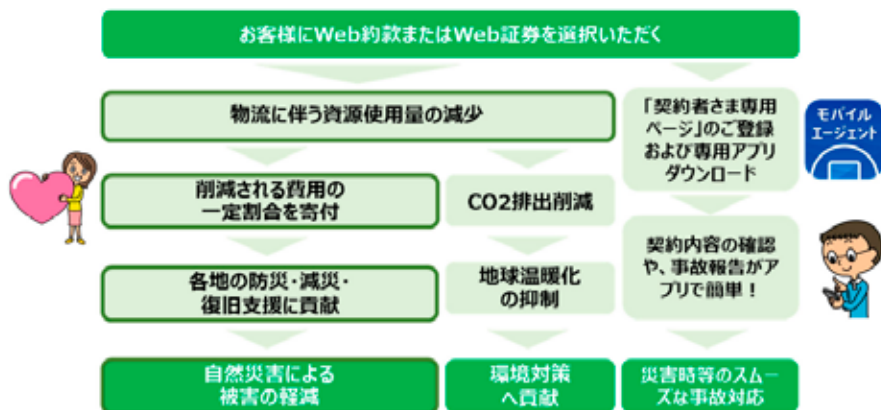 お客様にWeb約款またはWeb証券を選択いただく
物流に伴う資源使用量の減少
「契約者さま専用
ページ」のご登録
および専用アプリ
ダウンロード
モバイル
エージェント
削減される費用の
一定割合を寄付
CO2排出削減
契約内容の確認
や、事故報告がア
プリで簡単！
各地の防災・減災・
復旧支援に貢献
地球温暖化
の抑制
自然災害による
被害の軽減
環境対策
へ貢献
災害時等のスムー
ズな事故対応